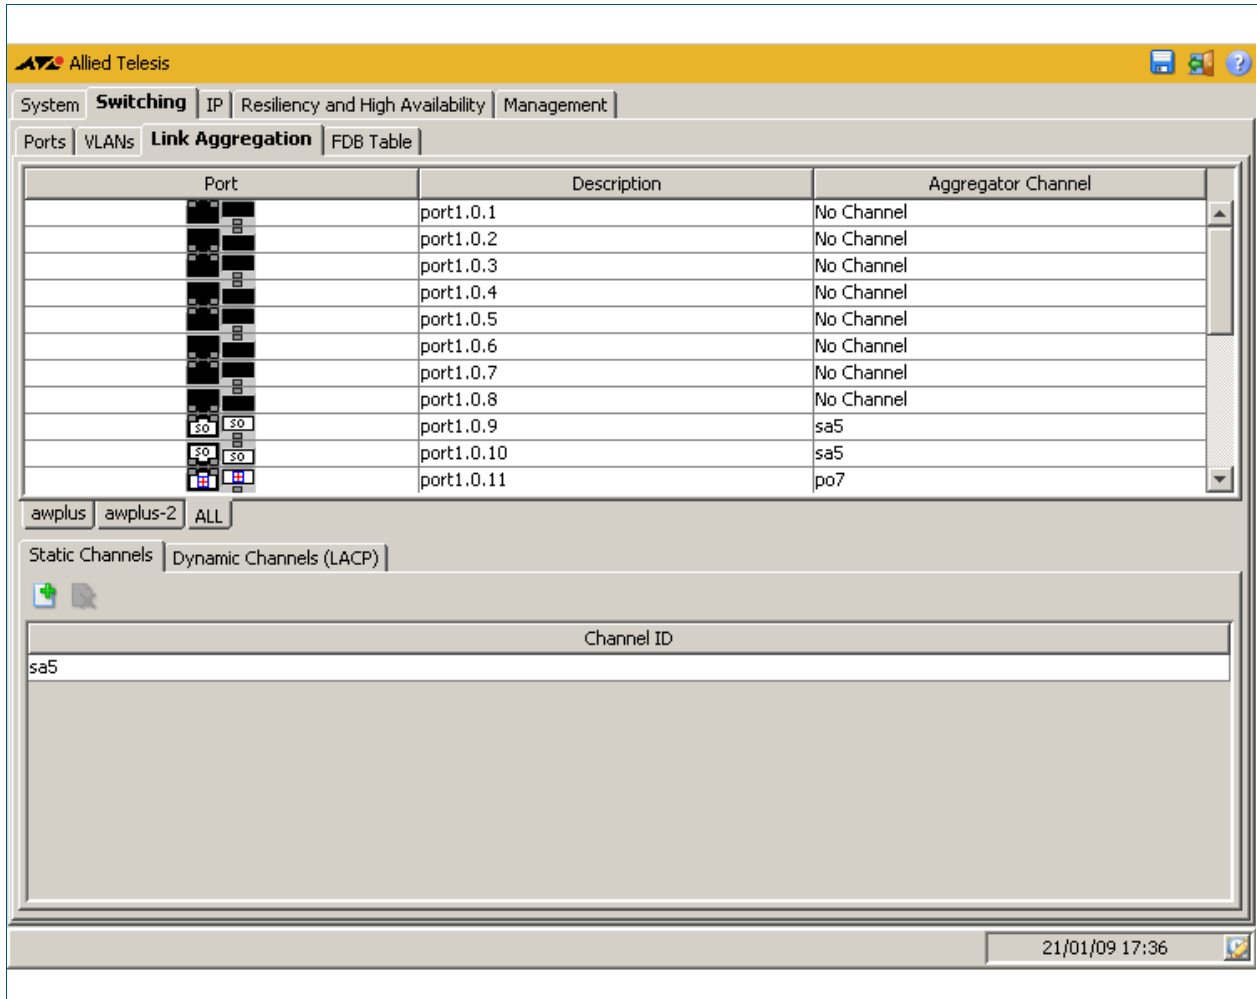 Allied Telesis
System Switching IP Resiliency and High Availability Management
Ports VLANs Link Aggregation FDB Table
Port Description Aggregator Channel
port1.0.1 No Channel
port1.0.2 No Channel
port1.0.3 No Channel
port1.0.4 No Channel
port1.0.5 No Channel
port1.0.6 No Channel
port1.0.7 No Channel
port1.0.8 No Channel
so so port1.0.9 sa5
so so port1.0.10 sa5
port1.0.11 po7
awplus awplus-2 ALL
Static Channels Dynamic Channels (LACP)
Channel ID
sa5
21/01/09 17:36